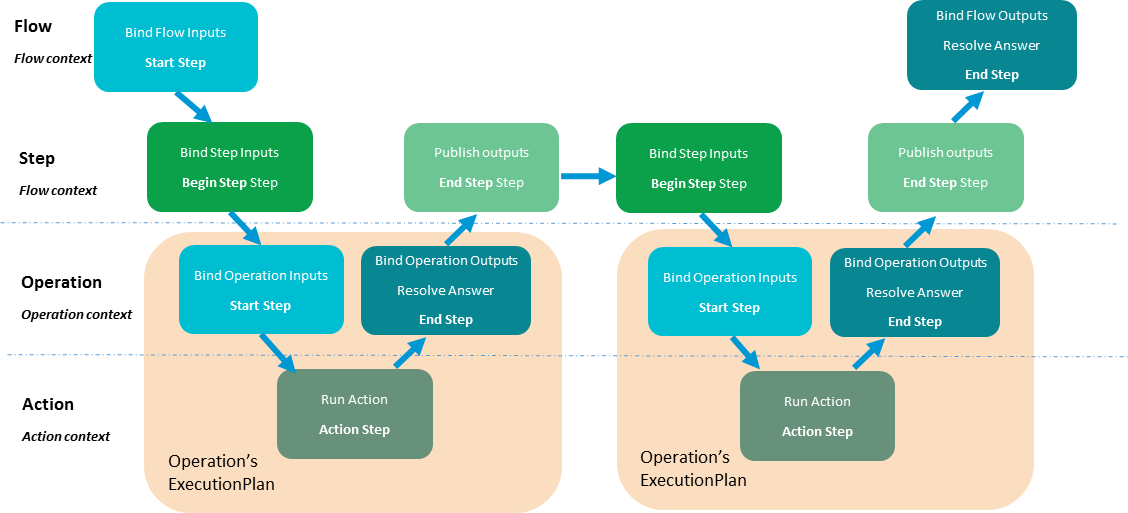 Flow
Flow context
Bind Flow Inputs
Start Step
Bind Flow Outputs
Resolve Answer
End Step
Step
Flow context
Bind Step Inputs
Begin Step Step
Publish outputs
End Step Step
Bind Step Inputs
Begin Step Step
Publish outputs
End Step Step
Operation
Operation context
Bind Operation Inputs
Start Step
Bind Operation Outputs
Resolve Answer
End Step
Bind Operation Inputs
Start Step
Bind Operation Outputs
Resolve Answer
End Step
Action
Action context
Run Action
Action Step
Operation's
ExecutionPlan
Run Action
Action Step
Operation's
ExecutionPlan